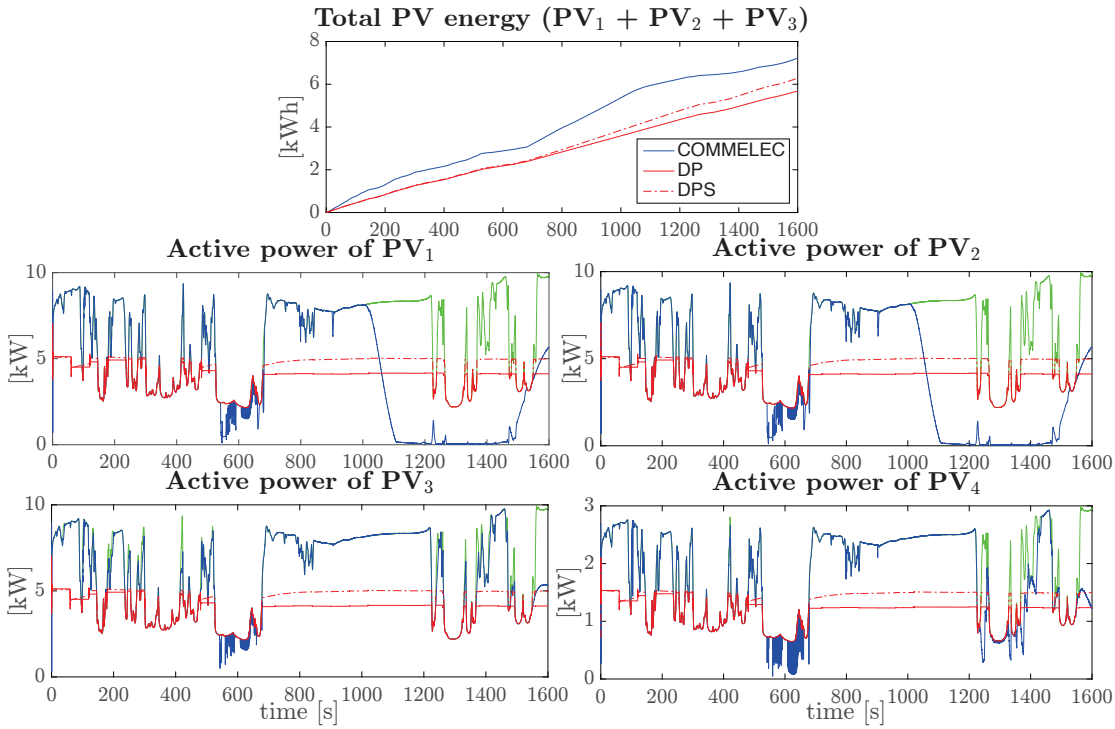 Total PV energy (PV1 + PV2 + PV3)
8
6
4
2
0
[kWh]
COMMELEC
DP
DPS
0 200 400 600 800 1000 1200 1400 1600
Active power of PV1
10
5
0
[kW]
0 200 400 600 800 1000 1200 1400 1600
Active power of PV2
10
5
0
[kW]
0 200 400 600 800 1000 1200 1400 1600
Active power of PV3
10
5
0
[kW]
0 200 400 600 800 1000 1200 1400 1600
time [s]
Active power of PV4
3
2
1
0
[kW]
0 200 400 600 800 1000 1200 1400 1600
time [s]